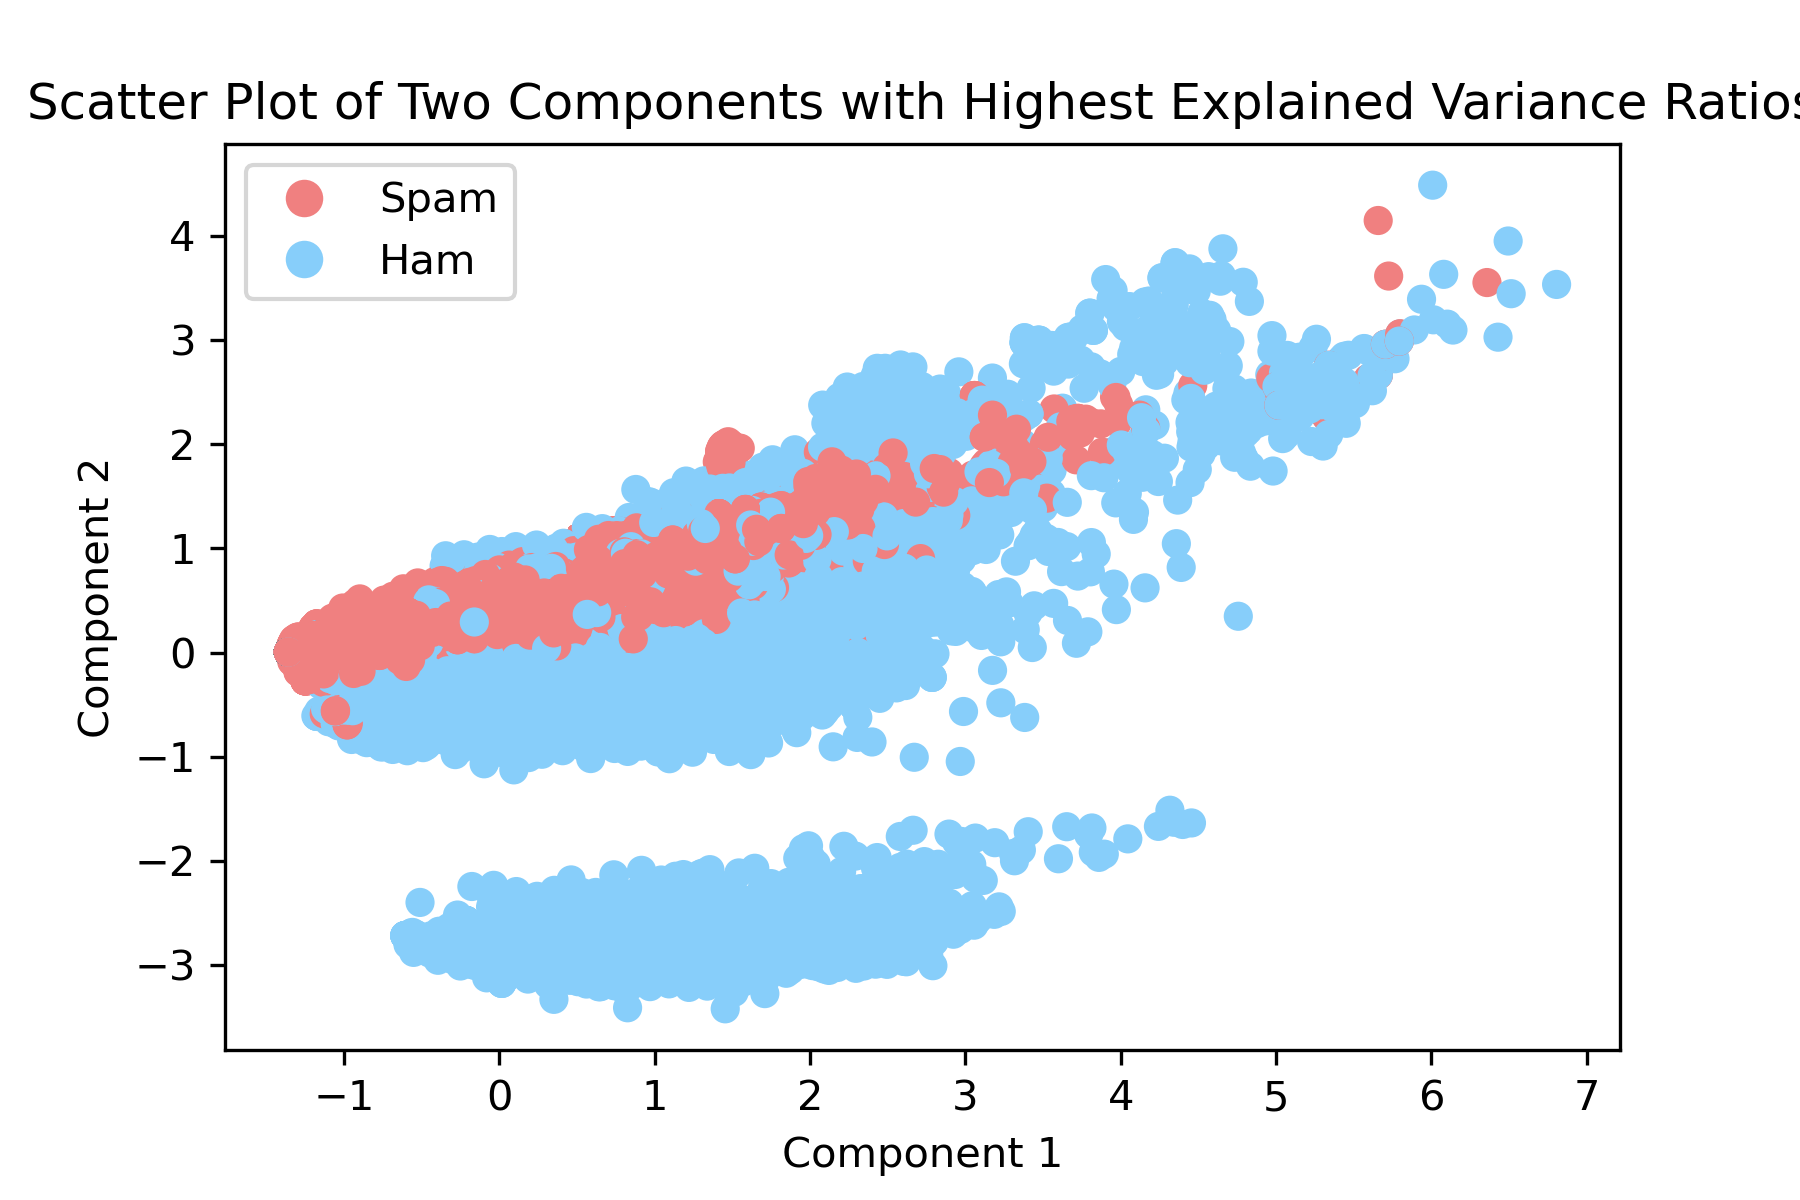 Scatter Plot of Two Components with Highest Explained Variance Ratios
Spam
Ham
4
3
2
1
0
−1
−2
−3
Component 2
−1 0 1 2 3 4 5 6 7
Component 1